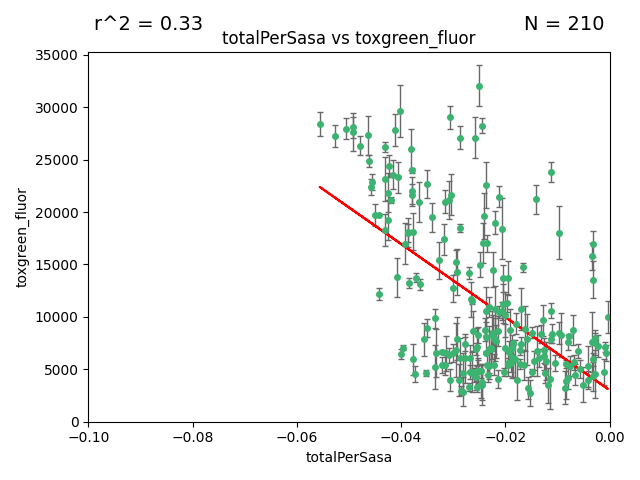 r^2 = 0.33
N = 210
totalPerSasa vs toxgreen_fluor
35000
30000
25000
20000
15000
10000
5000
0
toxgreen_fluor
−0.10
−0.08
−0.06
−0.04
−0.02
0.00
totalPerSasa